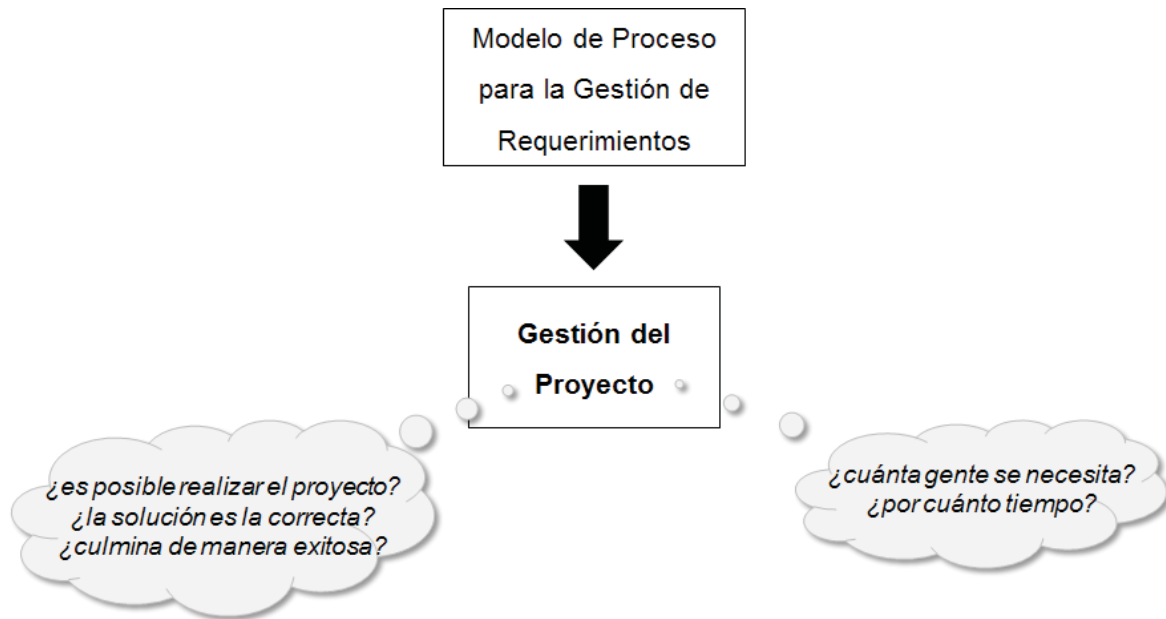 Modelo de Proceso
para la Gestión de
Requerimientos
Gestión del
Proyecto
¿es posible realizar el proyecto?
¿la solución es la correcta?
¿culmina de manera exitosa?
¿cuánta gente se necesita?
¿por cuánto tiempo?